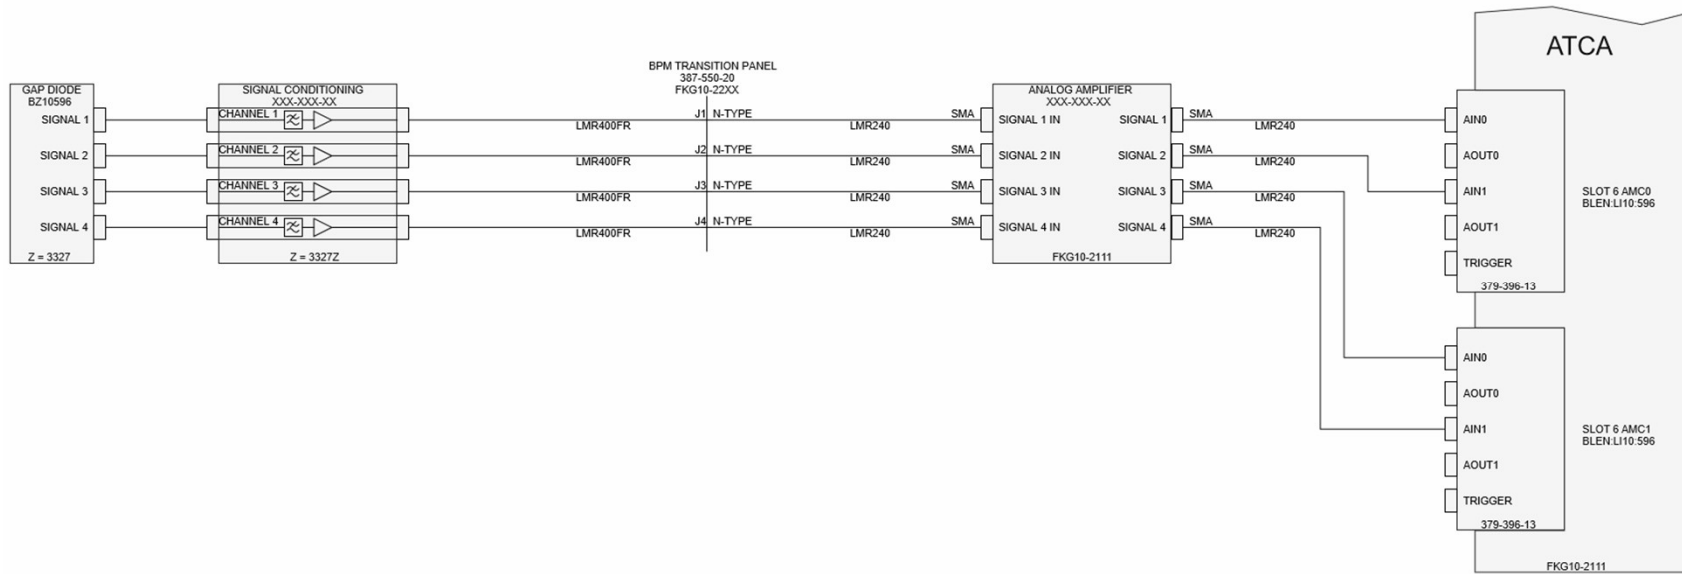 ATCA
BPM TRANSITION PANEL
387-550-20
FKG10-22XX
GAP DIODE
BZ10596
SIGNAL 1
SIGNAL 2
SIGNAL 3
SIGNAL 4
Z = 3327
SIGNAL CONDITIONING
XXX-XXX-XX
CHANNEL 1
CHANNEL 2
CHANNEL 3
CHANNEL 4
Z = 3327Z
LMR400FR
LMR400FR
LMR400FR
LMR400FR
J1 N-TYPE
J2 N-TYPE
J3 N-TYPE
J4 N-TYPE
LMR240
LMR240
LMR240
LMR240
SMA
SMA
SMA
SMA
ANALOG AMPLIFIER
XXX-XXX-XX
SIGNAL 1 IN SIGNAL 1
SIGNAL 2 IN SIGNAL 2
SIGNAL 3 IN SIGNAL 3
SIGNAL 4 IN SIGNAL 4
FKG10-2111
SMA
SMA
SMA
SMA
LMR240
LMR240
LMR240
LMR240
AIN0
AOUT0
AIN1
AOUT1
TRIGGER
379-396-13
SLOT 6 AMC0
BLEN:LI10:596
AIN0
AOUT0
AIN1
AOUT1
TRIGGER
379-396-13
SLOT 6 AMC1
BLEN:LI10:596
FKG10-2111